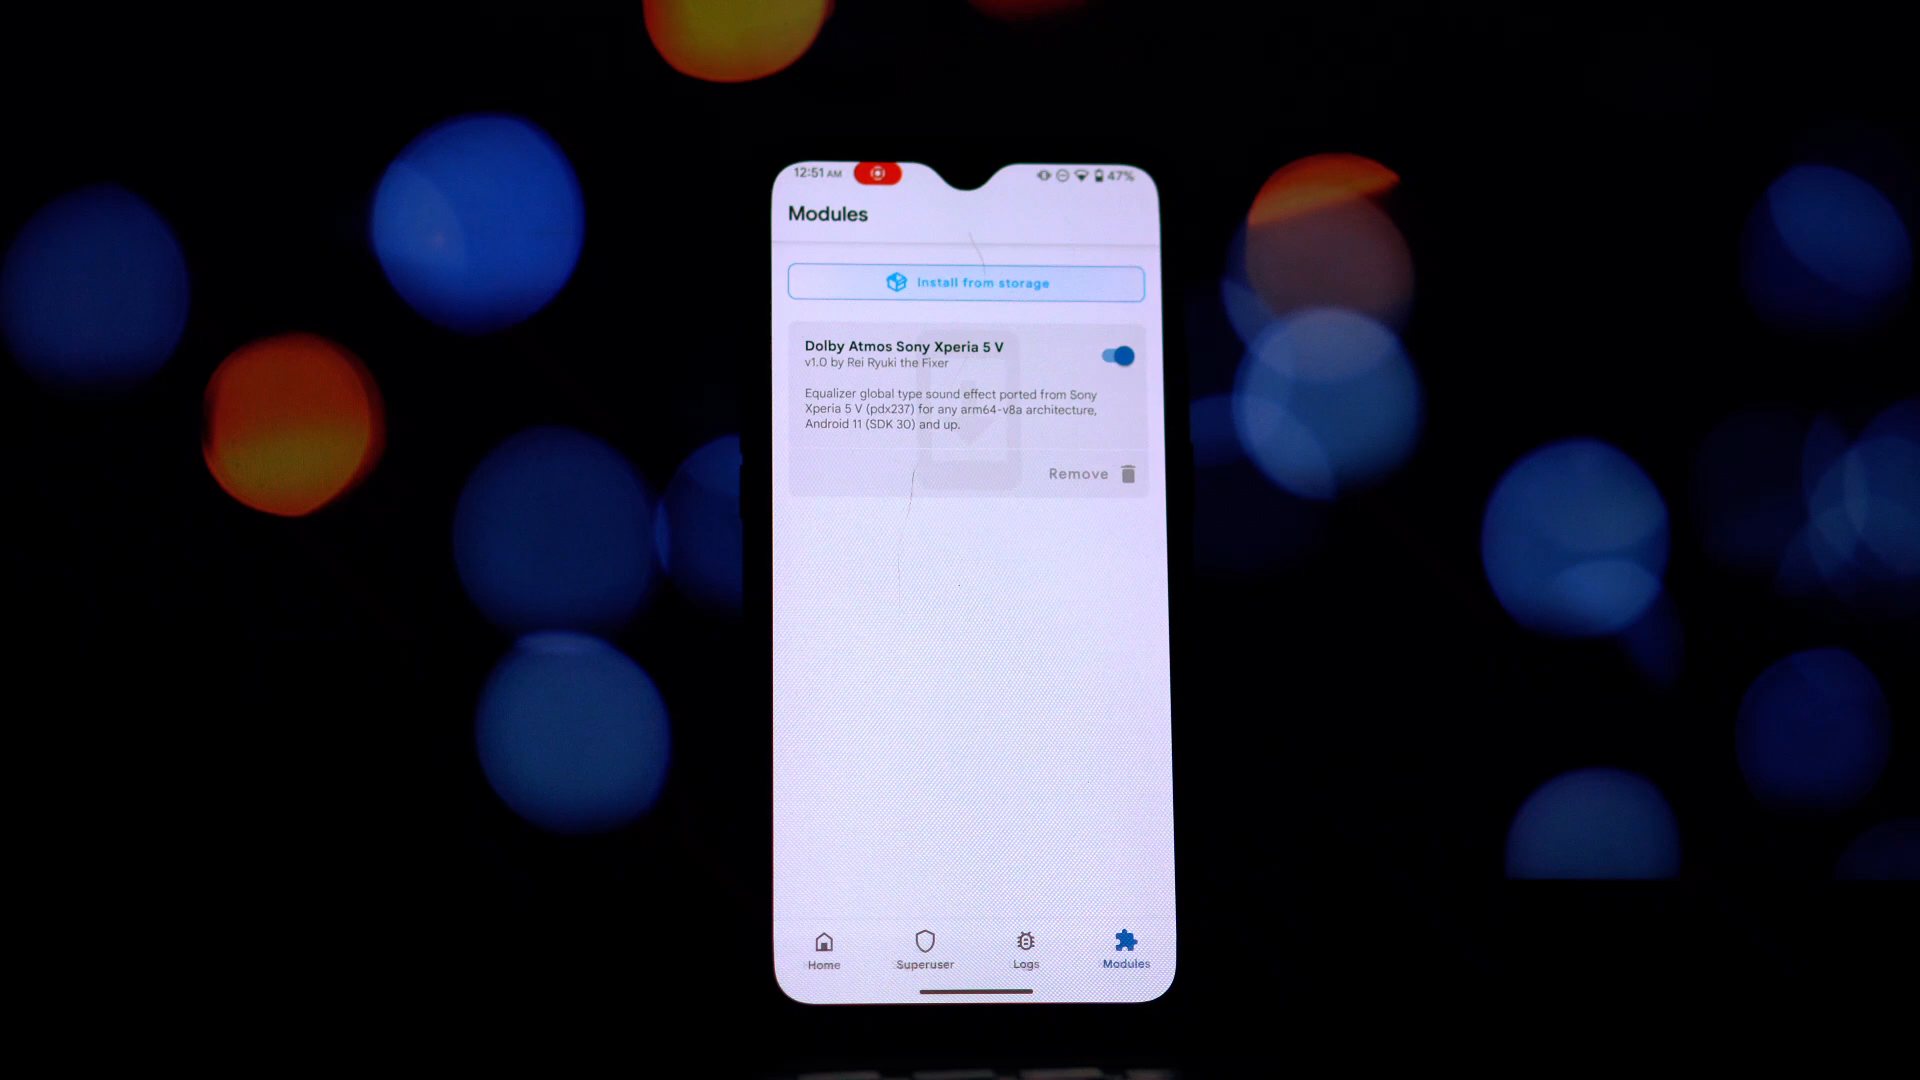 12:51 AM 47%
Modules
Install from storage
Dolby Atmos Sony Xperia 5 V
v1.0 by Rei Ryuki the Fixer
Equalizer global type sound effect ported from Sony
Xperia 5 V (pdx237) for any arm64-v8a architecture,
Android 11 (SDK 30) and up.
Remove
Home Superuser Logs Modules